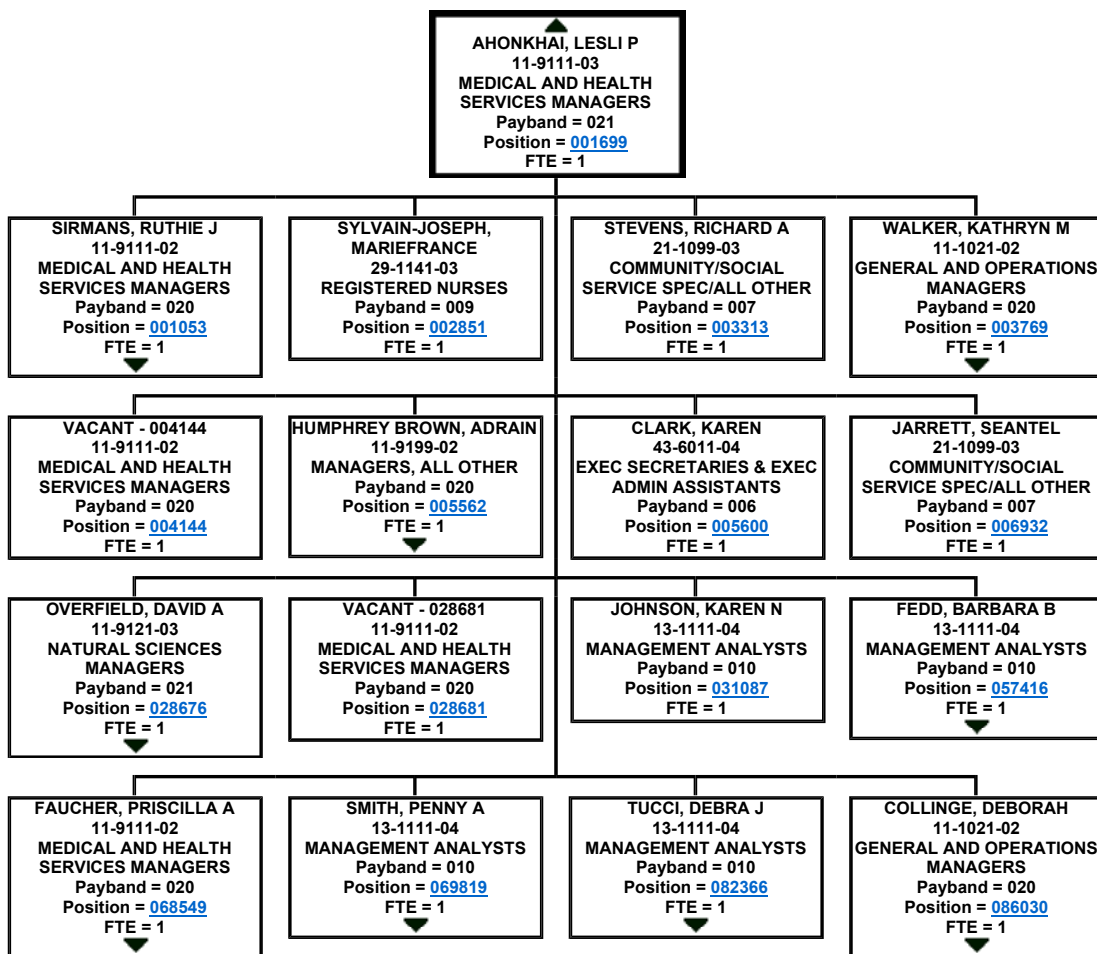 AHONKHAI, LESLI P
11-9111-03
MEDICAL AND HEALTH
SERVICES MANAGERS
Payband = 021
Position = 001699
FTE = 1
SIRMANS, RUTHIE J
11-9111-02
MEDICAL AND HEALTH
SERVICES MANAGERS
Payband = 020
Position = 001053
FTE = 1
SYLVAIN-JOSEPH,
MARIEFRANCE
29-1141-03
REGISTERED NURSES
Payband = 009
Position = 002851
FTE = 1
STEVENS, RICHARD A
21-1099-03
COMMUNITY/SOCIAL
SERVICE SPEC/ALL OTHER
Payband = 007
Position = 003313
FTE = 1
WALKER, KATHRYN M
11-1021-02
GENERAL AND OPERATIONS
MANAGERS
Payband = 020
Position = 003769
FTE = 1
VACANT - 004144
11-9111-02
MEDICAL AND HEALTH
SERVICES MANAGERS
Payband = 020
Position = 004144
FTE = 1
HUMPHREY BROWN, ADRAIN
11-9199-02
MANAGERS, ALL OTHER
Payband = 020
Position = 005562
FTE = 1
CLARK, KAREN
43-6011-04
EXEC SECRETARIES & EXEC
ADMIN ASSISTANTS
Payband = 006
Position = 005600
FTE = 1
JARRETT, SEANTEL
21-1099-03
COMMUNITY/SOCIAL
SERVICE SPEC/ALL OTHER
Payband = 007
Position = 006932
FTE = 1
OVERFIELD, DAVID A
11-9121-03
NATURAL SCIENCES
MANAGERS
Payband = 021
Position = 028676
FTE = 1
VACANT - 028681
11-9111-02
MEDICAL AND HEALTH
SERVICES MANAGERS
Payband = 020
Position = 028681
FTE = 1
JOHNSON, KAREN N
13-1111-04
MANAGEMENT ANALYSTS
Payband = 010
Position = 031087
FTE = 1
FEDD, BARBARA B
13-1111-04
MANAGEMENT ANALYSTS
Payband = 010
Position = 057416
FTE = 1
FAUCHER, PRISCILLA A
11-9111-02
MEDICAL AND HEALTH
SERVICES MANAGERS
Payband = 020
Position = 068549
FTE = 1
SMITH, PENNY A
13-1111-04
MANAGEMENT ANALYSTS
Payband = 010
Position = 069819
FTE = 1
TUCCI, DEBRA J
13-1111-04
MANAGEMENT ANALYSTS
Payband = 010
Position = 082366
FTE = 1
COLLINGE, DEBORAH
11-1021-02
GENERAL AND OPERATIONS
MANAGERS
Payband = 020
Position = 086030
FTE = 1